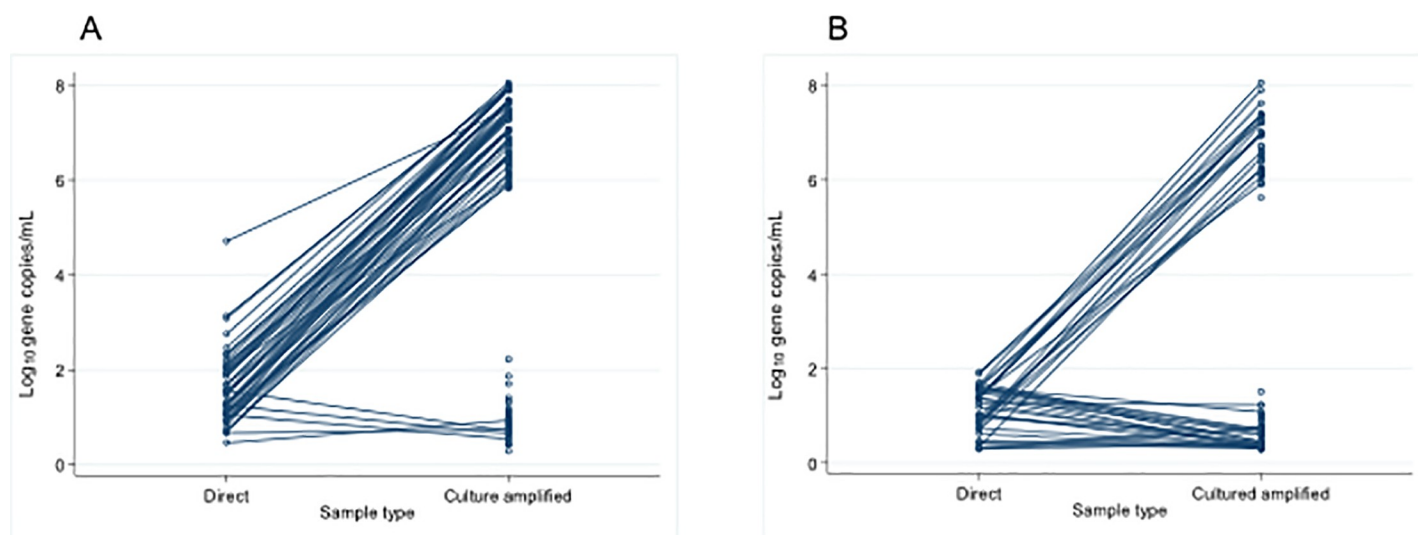 A
B
8
6
4
2
0
Log10 gene copies/mL
Direct
Culture amplified
Sample type
8
6
4
2
0
Log10 gene copies/mL
Direct
Cultured amplified
Sample type